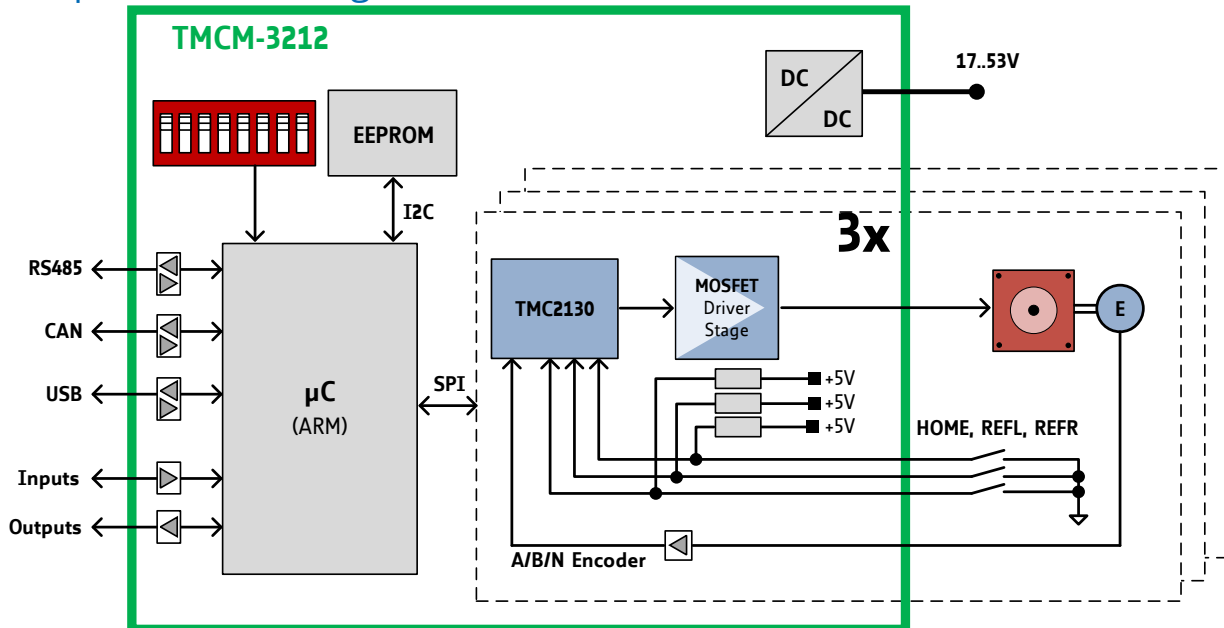 TMCM-3212
17..53V
DC
DC
EEPROM
I2C
3x
RS485
CAN
USB
Inputs
Outputs
µC
(ARM)
SPI
TMC2130
MOSFET
Driver
Stage
E
+5V
+5V
+5V
HOME, REFL, REFR
A/B/N Encoder